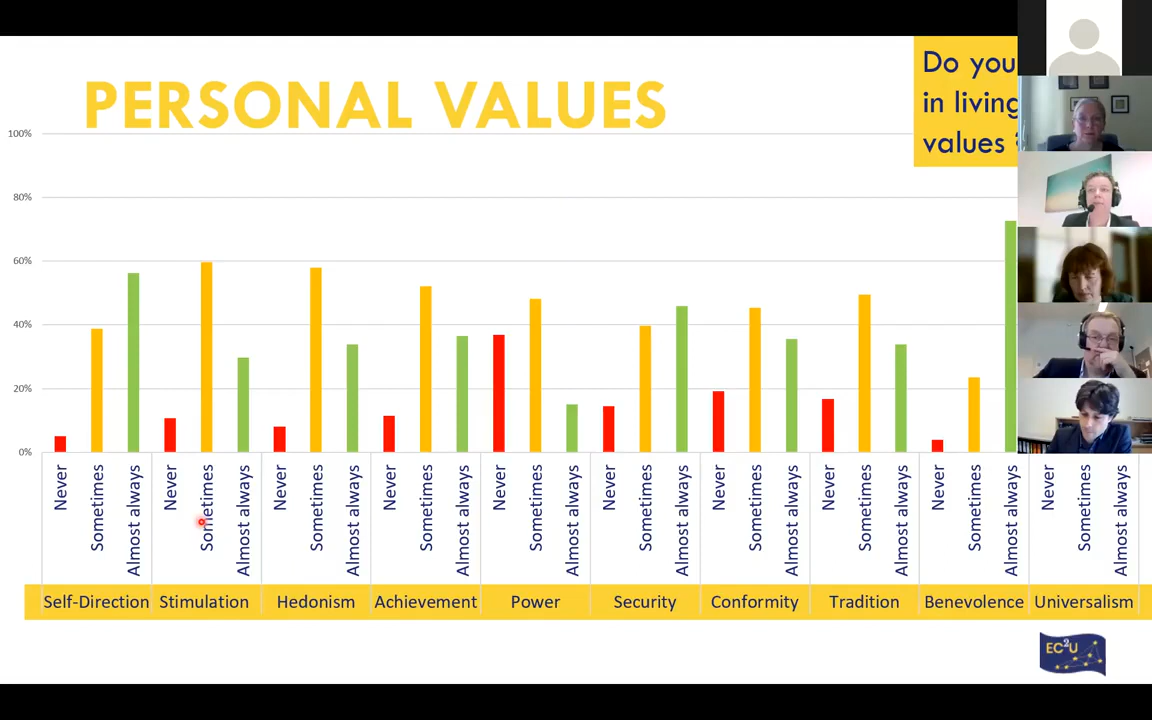 PERSONAL VALUES
Do you
in living
values
100%
80%
60%
40%
20%
0%
Never Sometimes Almost always Never Sometimes Almost always Never Sometimes Almost always Never Sometimes Almost always Never Sometimes Almost always Never Sometimes Almost always Never Sometimes Almost always Never Sometimes Almost always Never Sometimes Almost always Never Sometimes Almost always
Self-Direction Stimulation Hedonism Achievement Power Security Conformity Tradition Benevolence Universalism
EC2U